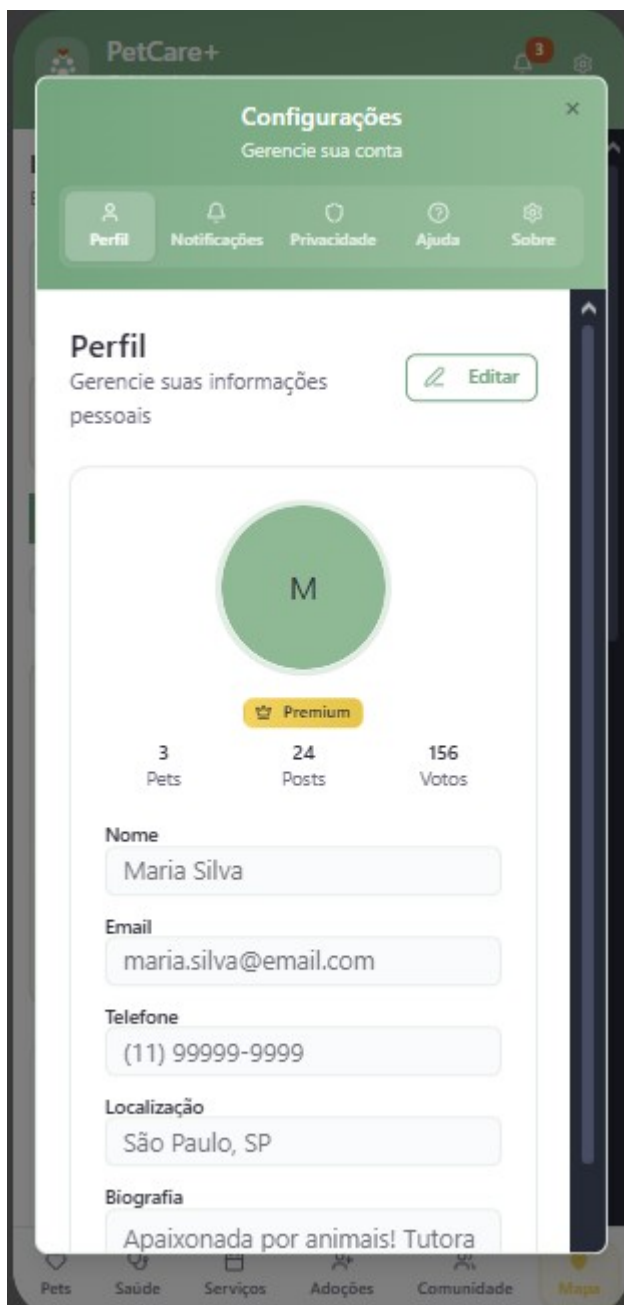 PetCare+
3
Configurações
Gerencie sua conta
×
Perfil Notificações Privacidade Ajuda Sobre
Perfil
Gerencie suas informações
pessoais
Editar
M
Premium
3 24 156
Pets Posts Votos
Nome
Maria Silva
Email
maria.silva@email.com
Telefone
(11) 99999-9999
Localização
São Paulo, SP
Biografia
Apaixonada por animais! Tutora
Pets Saúde Serviços Adoções Comunidade Mapa